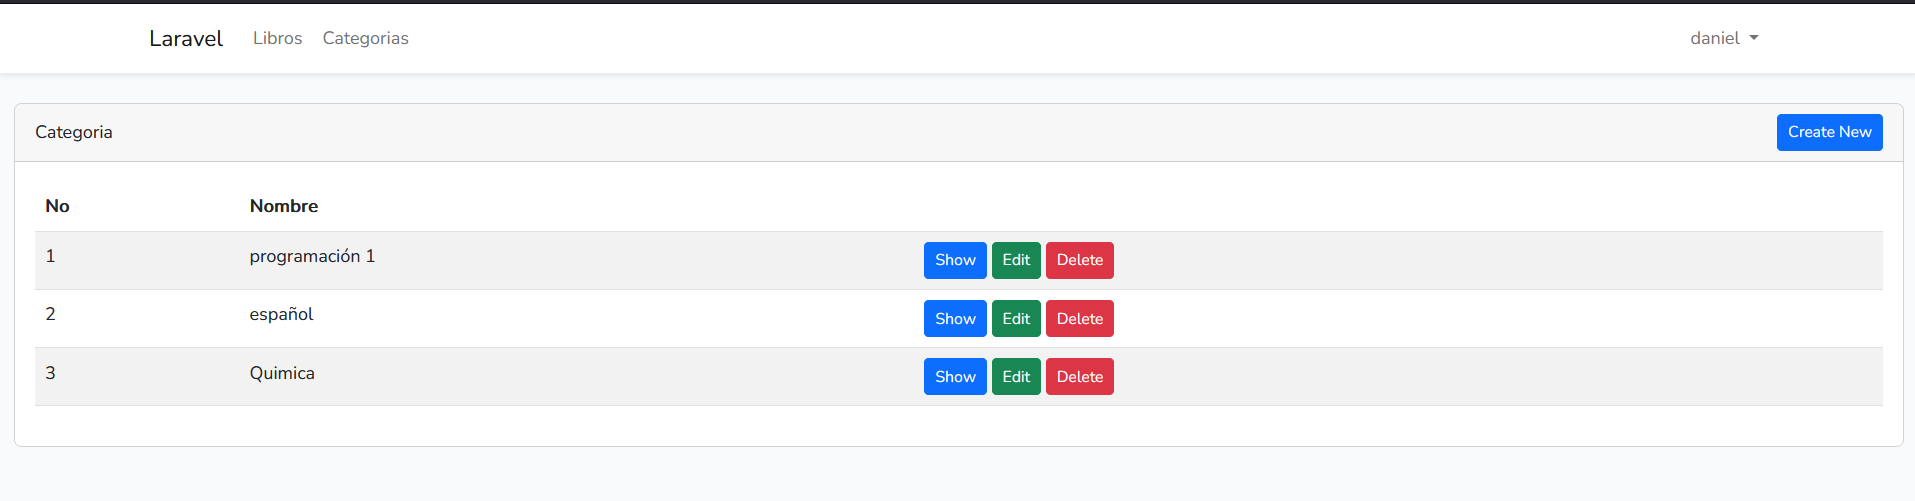 Laravel Libros Categorias daniel
Categoria Create New
No Nombre
1 programación 1 Show Edit Delete
2 español Show Edit Delete
3 Quimica Show Edit Delete